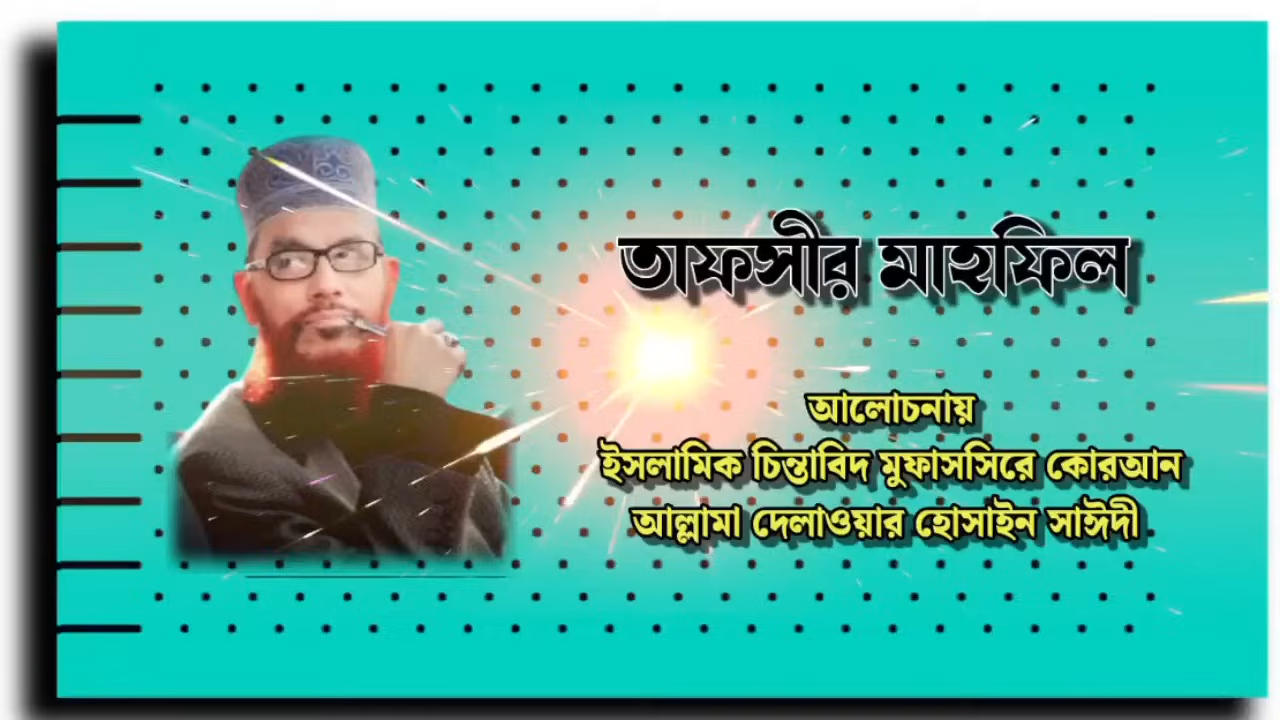 তাফসীর মাহফিল
আলোচনায়
ইসলামিক চিন্তাবিদ মুফাসসিরে কোরআন
আল্লামা দেলাওয়ার হোসাইন সাঈদী